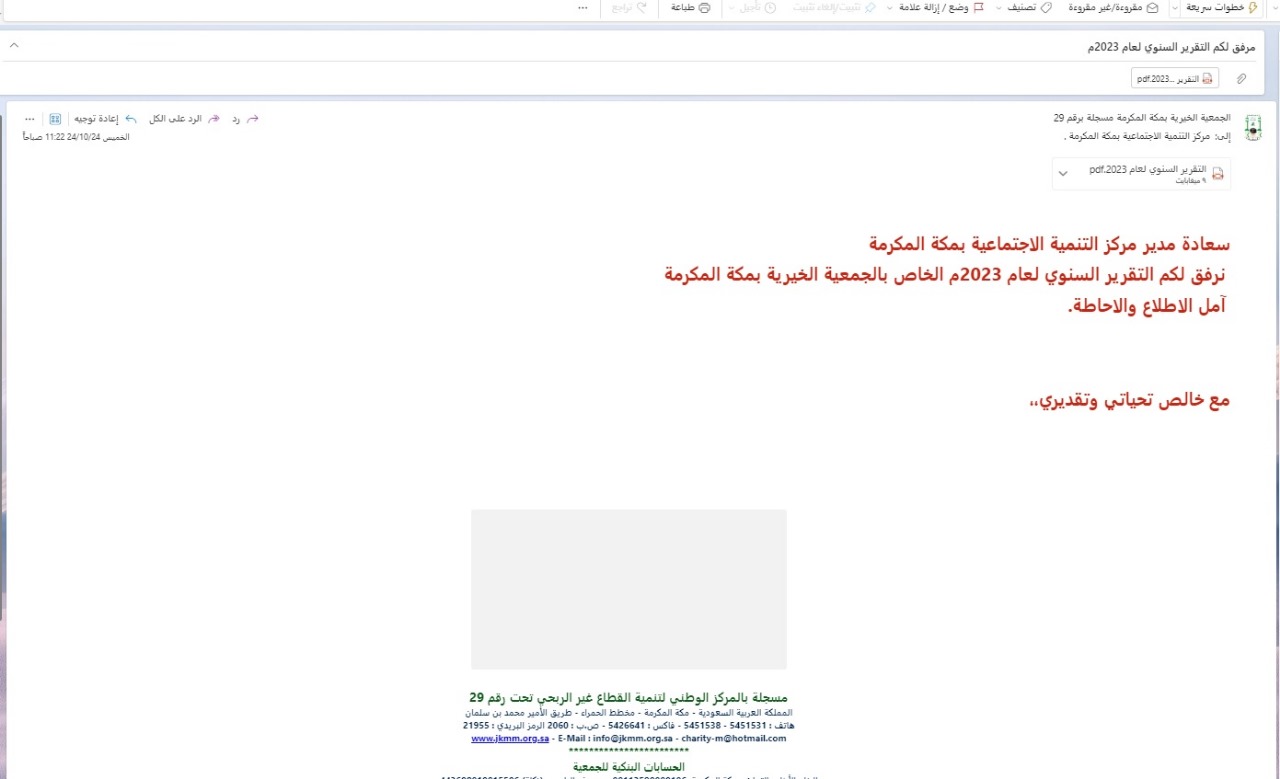 خطوات سريعة مقروءة/غير مقروءة تصنيف وضع / إزالة علامة تثبيت/إلغاء تثبيت تأجيل تراجع طباعة ...
مرفق لكم التقرير السنوي لعام 2023م
التقرير ...2023.pdf
الجمعية الخيرية بمكة المكرمة مسجلة برقم 29
رد الرد على الكل إعادة توجيه ...
إلى: مركز التنمية الاجتماعية بمكة المكرمة .
الخميس 24/10/24 11:22 صباحاً
التقرير السنوي لعام 2023.pdf
٩ ميغابايت
سعادة مدير مركز التنمية الاجتماعية بمكة المكرمة
نرفق لكم التقرير السنوي لعام 2023م الخاص بالجمعية الخيرية بمكة المكرمة
آمل الاطلاع والاحاطة.
مع خالص تحياتي وتقديري،،
مسجلة بالمركز الوطني لتنمية القطاع غير الربحي تحت رقم 29
المملكة العربية السعودية - مكة المكرمة - مخطط الحمراء - طريق الأمير محمد بن سلمان
هاتف : 5451531 - 5451538 - فاكس : 5426641 - ص.ب : 2060 الرمز البريدي : 21955
www.jkmm.org.sa - E-Mail : info@jkmm.org.sa - charity-m@hotmail.com
************************
الحسابات البنكية للجمعية